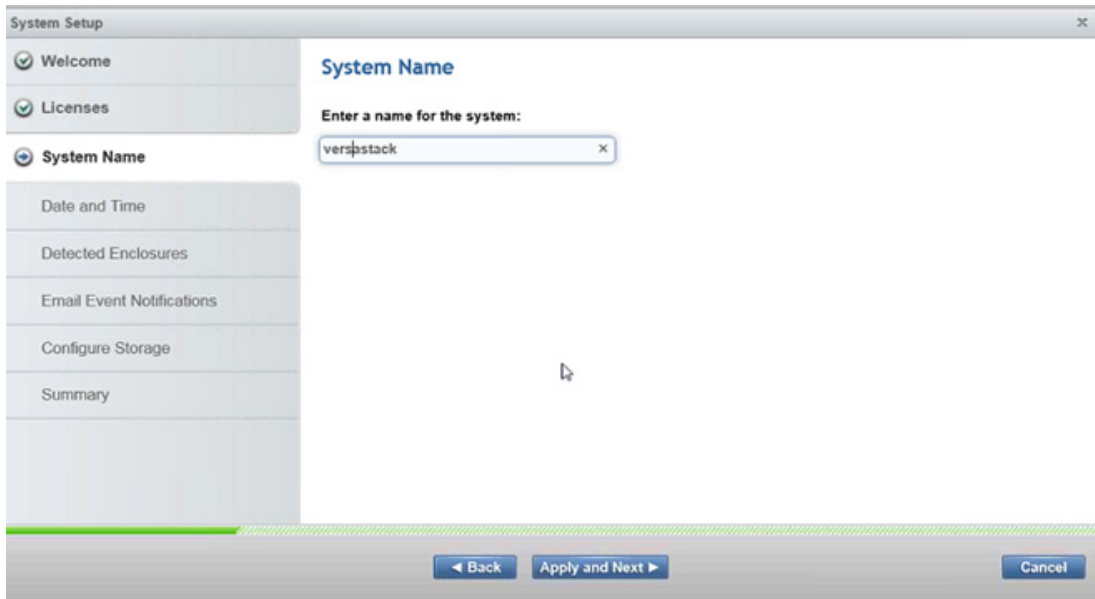 System Setup
Welcome
Licenses
System Name
Date and Time
Detected Enclosures
Email Event Notifications
Configure Storage
Summary
System Name
Enter a name for the system:
versastack
Back
Apply and Next
Cancel